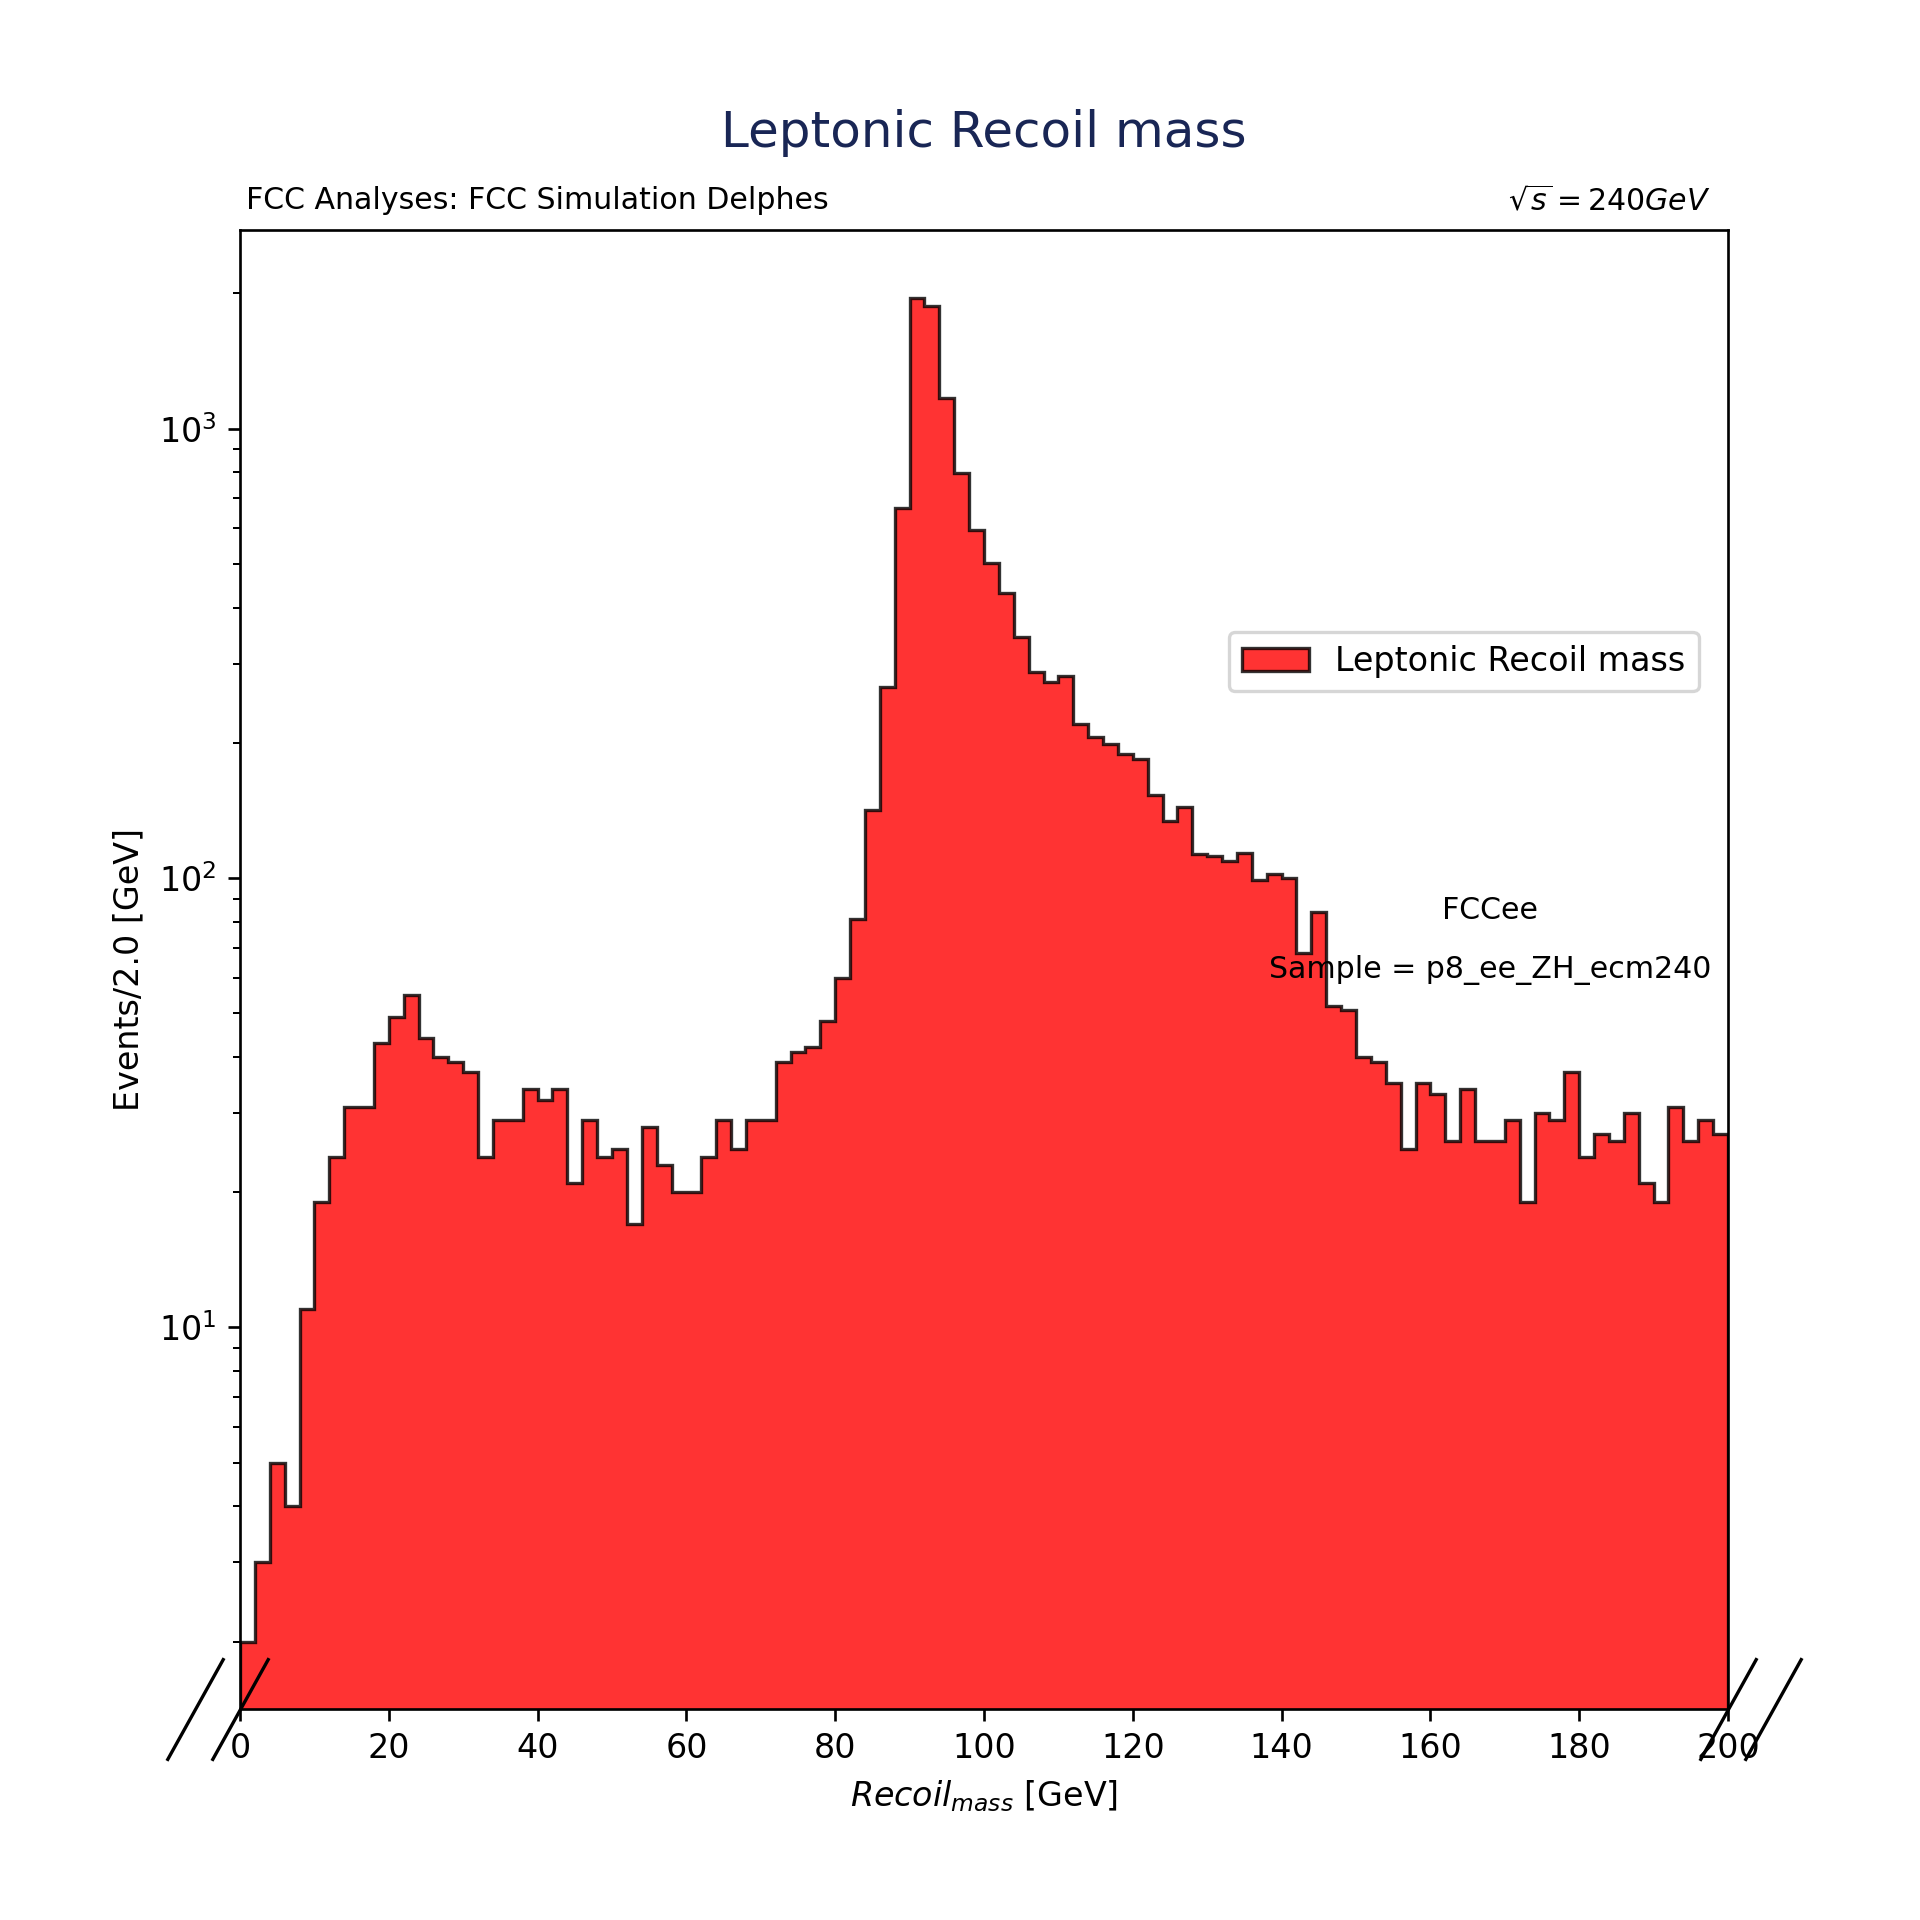 Leptonic Recoil mass
FCC Analyses: FCC Simulation Delphes
√s = 240GeV
10³
Leptonic Recoil mass
10²
FCCee
Sample = p8_ee_ZH_ecm240
Events/2.0 [GeV]
10¹
0 20 40 60 80 100 120 140 160 180 200
Recoil_mass [GeV]